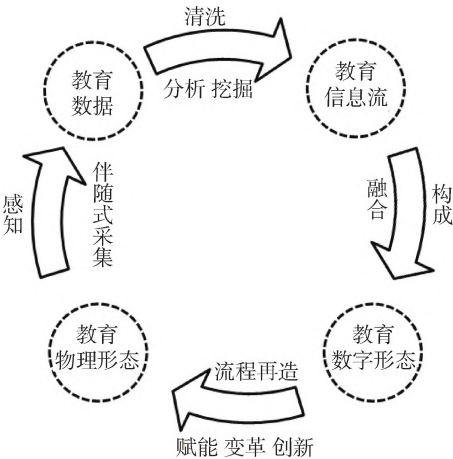 清洗
教育
数据
分析 挖掘
教育
信息流
感知
伴随式采集
融合
构成
教育
物理形态
教育
数字形态
流程再造
赋能 变革 创新